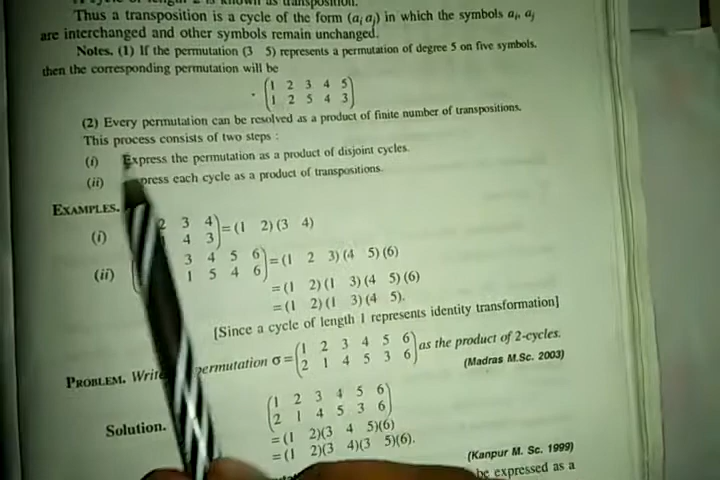 known as transposition.
Thus a transposition is a cycle of the form (ai aj) in which the symbols ai, aj
are interchanged and other symbols remain unchanged.
Notes. (1) If the permutation (3 5) represents a permutation of degree 5 on five symbols,
then the corresponding permutation will be
(1 2 3 4 5
1 2 5 4 3)
(2) Every permutation can be resolved as a product of finite number of transpositions.
This process consists of two steps :
(i) Express the permutation as a product of disjoint cycles.
(ii) press each cycle as a product of transpositions.
EXAMPLES.
(i) 2 3 4
4 3) = (1 2) (3 4)
(ii) 3 4 5 6
1 5 4 6) = (1 2 3) (4 5) (6)
= (1 2) (1 3) (4 5) (6)
= (1 2) (1 3) (4 5).
[Since a cycle of length 1 represents identity transformation]
PROBLEM. Write permutation σ = (1 2 3 4 5 6
2 1 4 5 3 6) as the product of 2-cycles.
(Madras M.Sc. 2003)
Solution. (1 2 3 4 5 6
2 1 4 5 3 6)
= (1 2)(3 4 5)(6)
= (1 2)(3 4)(3 5)(6).
(Kanpur M. Sc. 1999)
be expressed as a